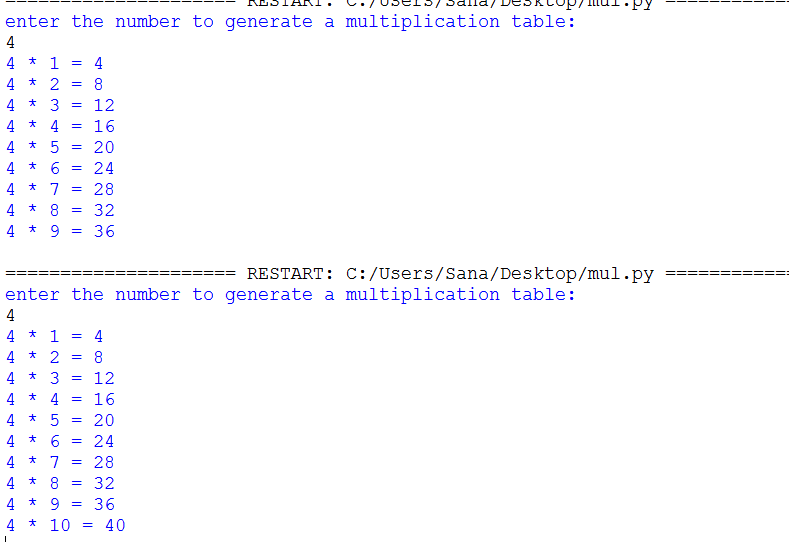 ===================== RESTART: C:/Users/Sana/Desktop/mul.py ============
enter the number to generate a multiplication table:
4
4 * 1 = 4
4 * 2 = 8
4 * 3 = 12
4 * 4 = 16
4 * 5 = 20
4 * 6 = 24
4 * 7 = 28
4 * 8 = 32
4 * 9 = 36
===================== RESTART: C:/Users/Sana/Desktop/mul.py ============
enter the number to generate a multiplication table:
4
4 * 1 = 4
4 * 2 = 8
4 * 3 = 12
4 * 4 = 16
4 * 5 = 20
4 * 6 = 24
4 * 7 = 28
4 * 8 = 32
4 * 9 = 36
4 * 10 = 40